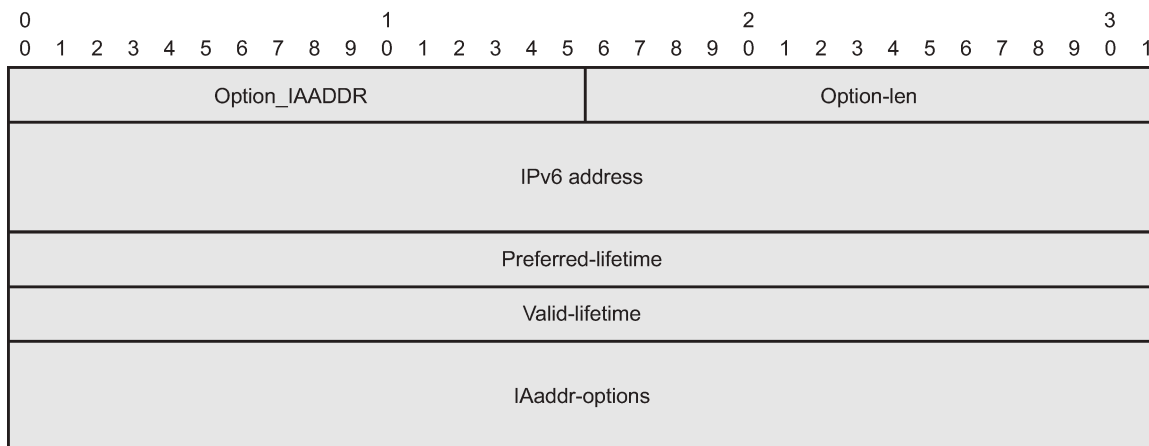 0 1 2 3
0 1 2 3 4 5 6 7 8 9 0 1 2 3 4 5 6 7 8 9 0 1 2 3 4 5 6 7 8 9 0 1
Option_IAADDR Option-len
IPv6 address
Preferred-lifetime
Valid-lifetime
IAaddr-options